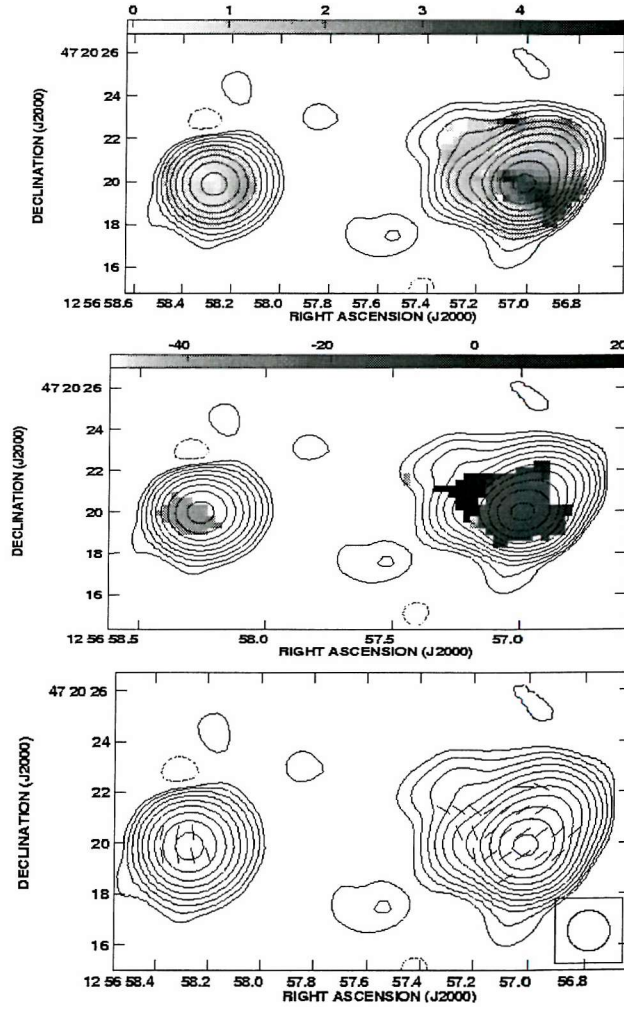 0 1 2 3 4
47 20 26
24
22
20
18
16
DECLINATION (J2000)
12 56 58.6 58.4 58.2 58.0 57.8 57.6 57.4 57.2 57.0 56.8
RIGHT ASCENSION (J2000)
-40 -20 0 20
47 20 26
24
22
20
18
16
DECLINATION (J2000)
12 56 58.5 58.0 57.5 57.0
RIGHT ASCENSION (J2000)
47 20 26
24
22
20
18
16
DECLINATION (J2000)
12 56 58.4 58.2 58.0 57.8 57.6 57.4 57.2 57.0 56.8
RIGHT ASCENSION (J2000)